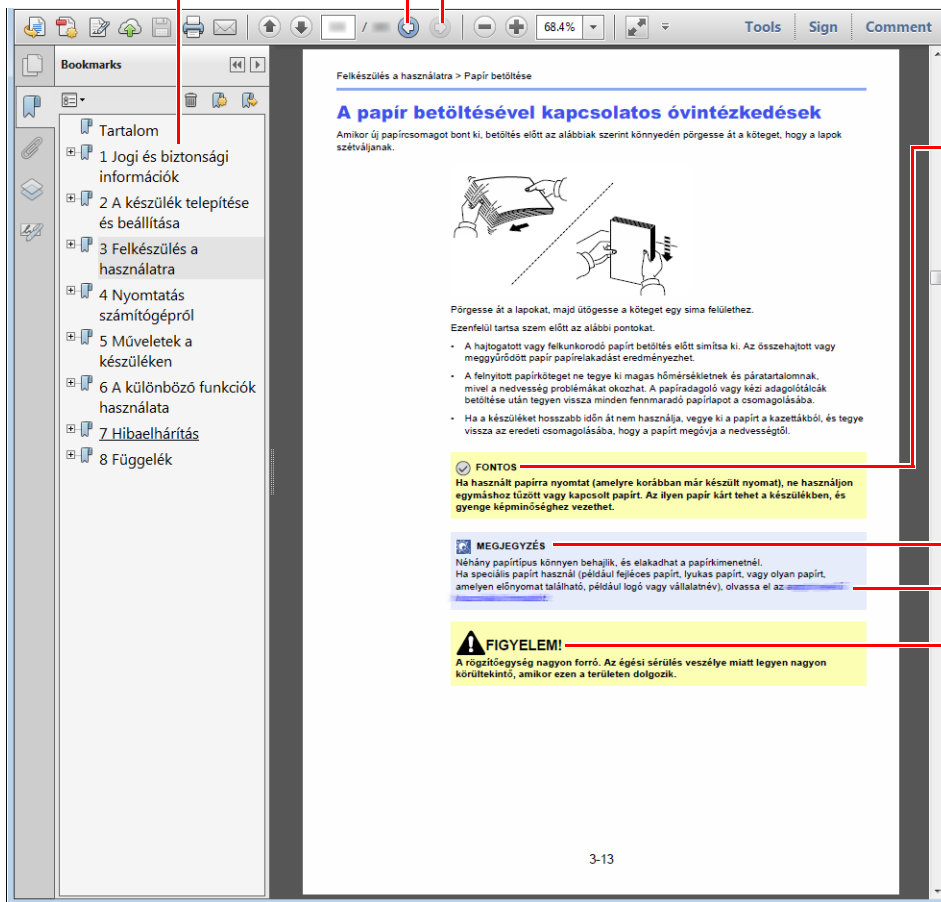 /
68.4%
Tools
Sign
Comment
Bookmarks
Tartalom
1 Jogi és biztonsági
információk
2 A készülék telepítése
és beállítása
3 Felkészülés a
használatra
4 Nyomtatás
számítógépről
5 Műveletek a
készüléken
6 A különböző funkciók
használata
7 Hibaelhárítás
8 Függelék
Felkészülés a használatra > Papír betöltése
A papír betöltésével kapcsolatos óvintézkedések
Amikor új papírcsomagot bont ki, betöltés előtt az alábbiak szerint könnyedén pörgesse át a köteget, hogy a lapok
szétváljanak.
Pörgesse át a lapokat, majd ütögesse a köteget egy sima felülethez.
Ezenfelül tartsa szem előtt az alábbi pontokat.
• A hajtogatott vagy felkunkorodó papírt betöltés előtt simítsa ki. Az összehajtott vagy
meggyűrődött papír papírelakadást eredményezhet.
• A felnyitott papírköteget ne tegye ki magas hőmérsékletnek és páratartalomnak,
mivel a nedvesség problémákat okozhat. A papíradagoló vagy kézi adagolótálcák
betöltése után tegyen vissza minden fennmaradó papírlapot a csomagolásába.
• Ha a készüléket hosszabb időn át nem használja, vegye ki a papírt a kazettákból, és tegye
vissza az eredeti csomagolásába, hogy a papírt megóvja a nedvességtől.
FONTOS
Ha használt papírra nyomtat (amelyre korábban már készült nyomat), ne használjon
egymáshoz tűzött vagy kapcsolt papírt. Az ilyen papír kárt tehet a készülékben, és
gyenge képminőséghez vezethet.
MEGJEGYZÉS
Néhány papírtípus könnyen behajlik, és elakadhat a papírkimenetnél.
Ha speciális papírt használ (például fejléces papírt, lyukas papírt, vagy olyan papírt,
amelyen előnyomat található, például logó vagy vállalatnév), olvassa el az
FIGYELEM!
A rögzítőegység nagyon forró. Az égési sérülés veszélye miatt legyen nagyon
körültekintő, amikor ezen a területen dolgozik.
3-13